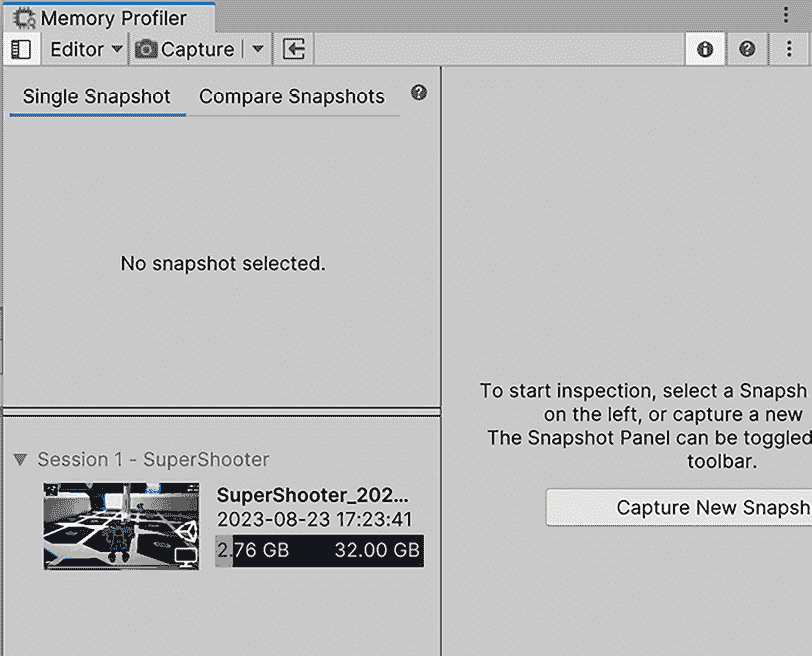 Memory Profiler
Editor Capture
Single Snapshot Compare Snapshots
No snapshot selected.
To start inspection, select a Snapsh
on the left, or capture a new
The Snapshot Panel can be toggled
toolbar.
Capture New Snapsh
Session 1 - SuperShooter
SuperShooter_202...
2023-08-23 17:23:41
2.76 GB 32.00 GB